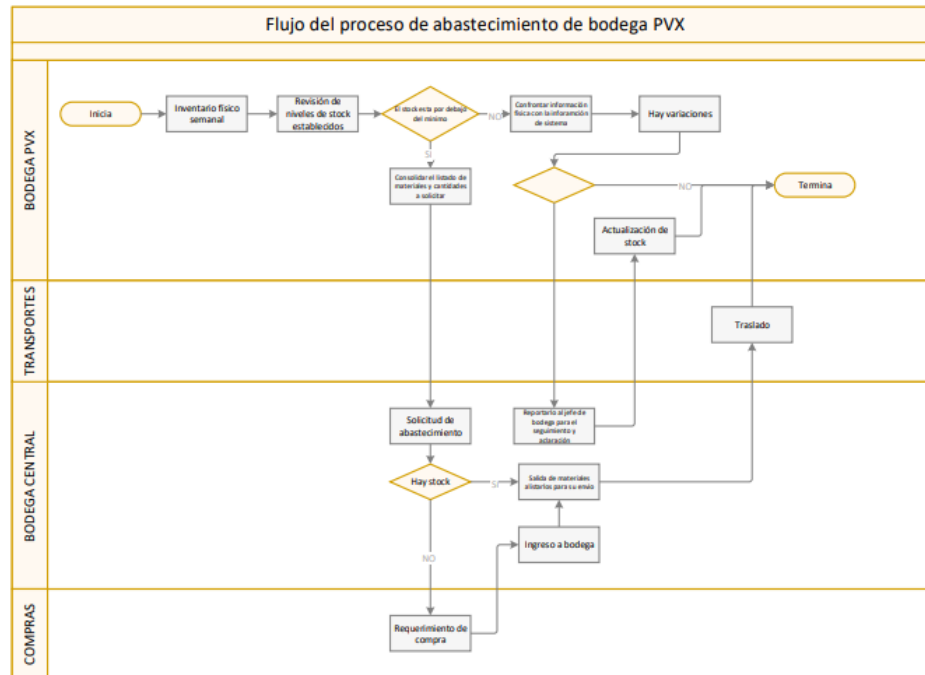 Flujo del proceso de abastecimiento de bodega PVX
BODEGA PVX
Inicia
Inventario físico
semanal
Revisión de
niveles de stock
establecidos
El stock esta por debajo
del minimo
NO
Confrontar información
física con la inforamción de
sistema
Hay variaciones
SI
Consolidar el listado de
materiales y cantidades
a solicitar
NO
Termina
Actualización de
stock
TRANSPORTES
Traslado
BODEGA CENTRAL
Solicitud de
abastecimiento
Reportarlo al jefe de
bodega para el
seguimiento y
aclaración
Hay stock
SI
Salida de materiales
alistarlos para su envio
NO
Ingreso a bodega
COMPRAS
Requerimiento de
compra